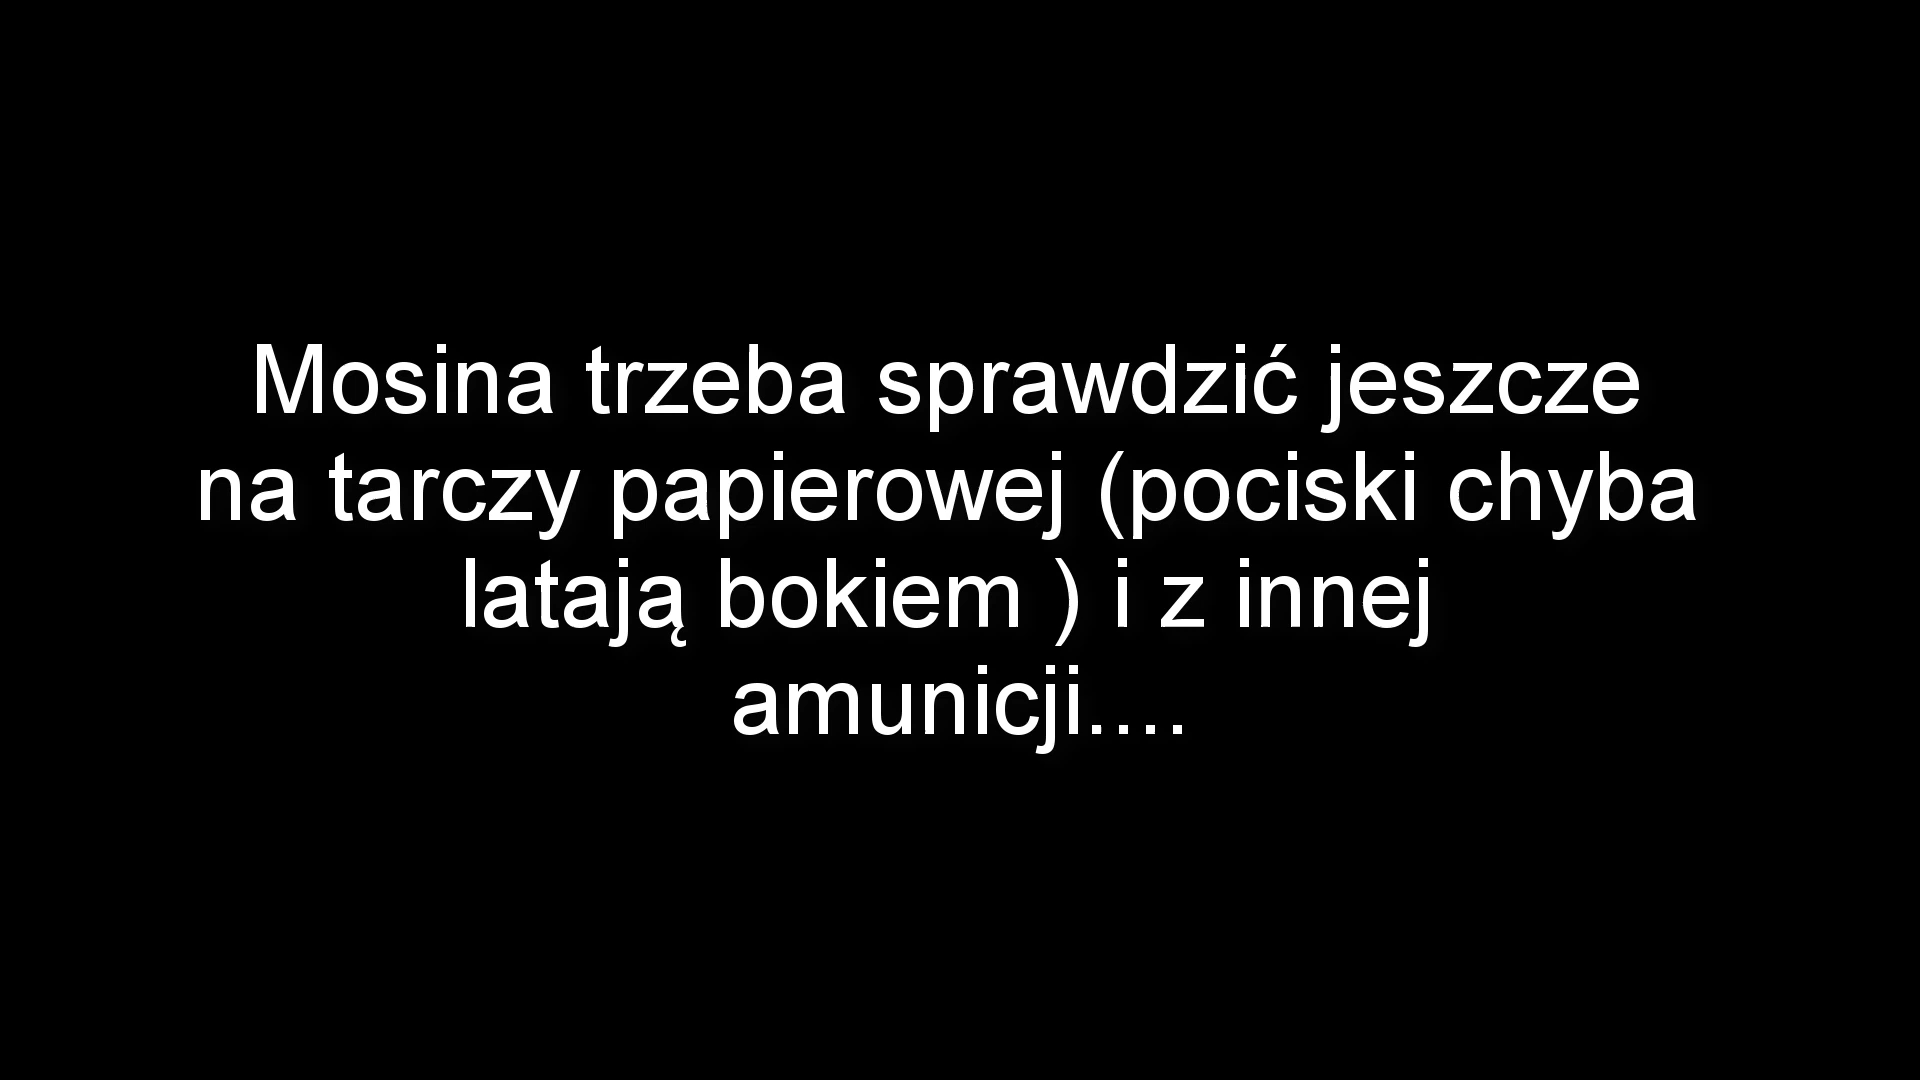 Mosina trzeba sprawdzić jeszcze
na tarczy papierowej (pociski chyba
latają bokiem ) i z innej
amunicji....